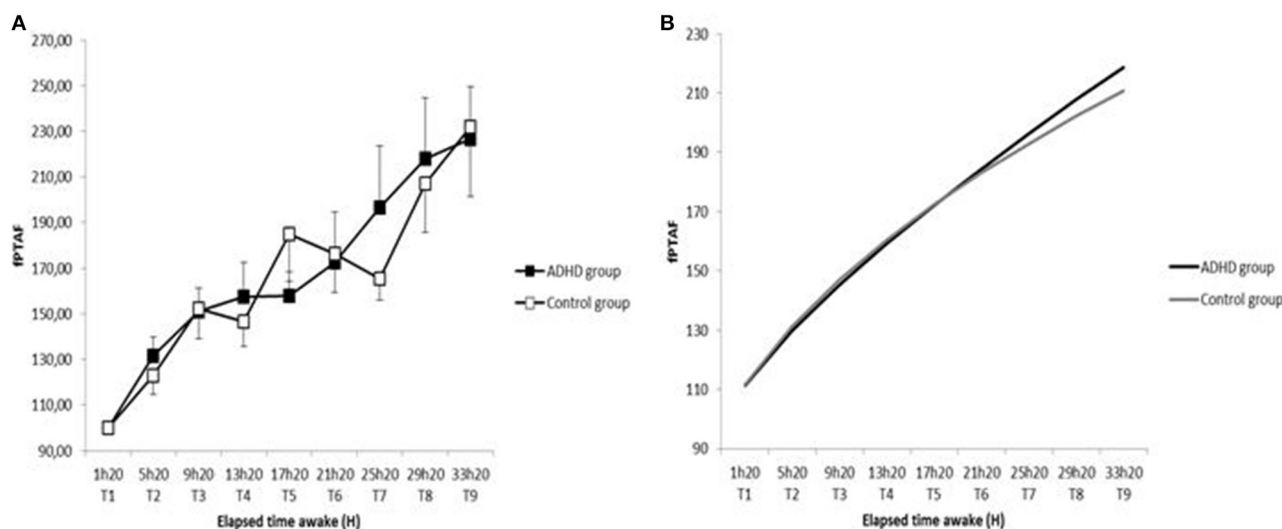 A
270,00
250,00
230,00
210,00
190,00
170,00
150,00
130,00
110,00
90,00
fPTAF
1h20 5h20 9h20 13h20 17h20 21h20 25h20 29h20 33h20
T1 T2 T3 T4 T5 T6 T7 T8 T9
Elapsed time awake (H)
ADHD group
Control group
B
230
210
190
170
150
130
110
90
fPTAF
1h20 5h20 9h20 13h20 17h20 21h20 25h20 29h20 33h20
T1 T2 T3 T4 T5 T6 T7 T8 T9
Elapsed time awake (H)
ADHD group
Control group